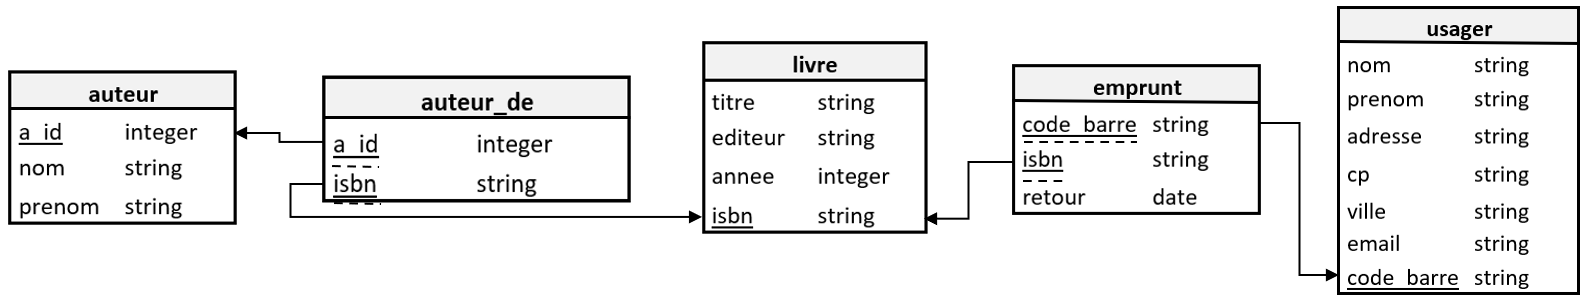 auteur
a_id integer
nom string
prenom string
auteur_de
a_id integer
isbn string
livre
titre string
editeur string
annee integer
isbn string
emprunt
code_barre string
isbn string
retour date
usager
nom string
prenom string
adresse string
cp string
ville string
email string
code_barre string